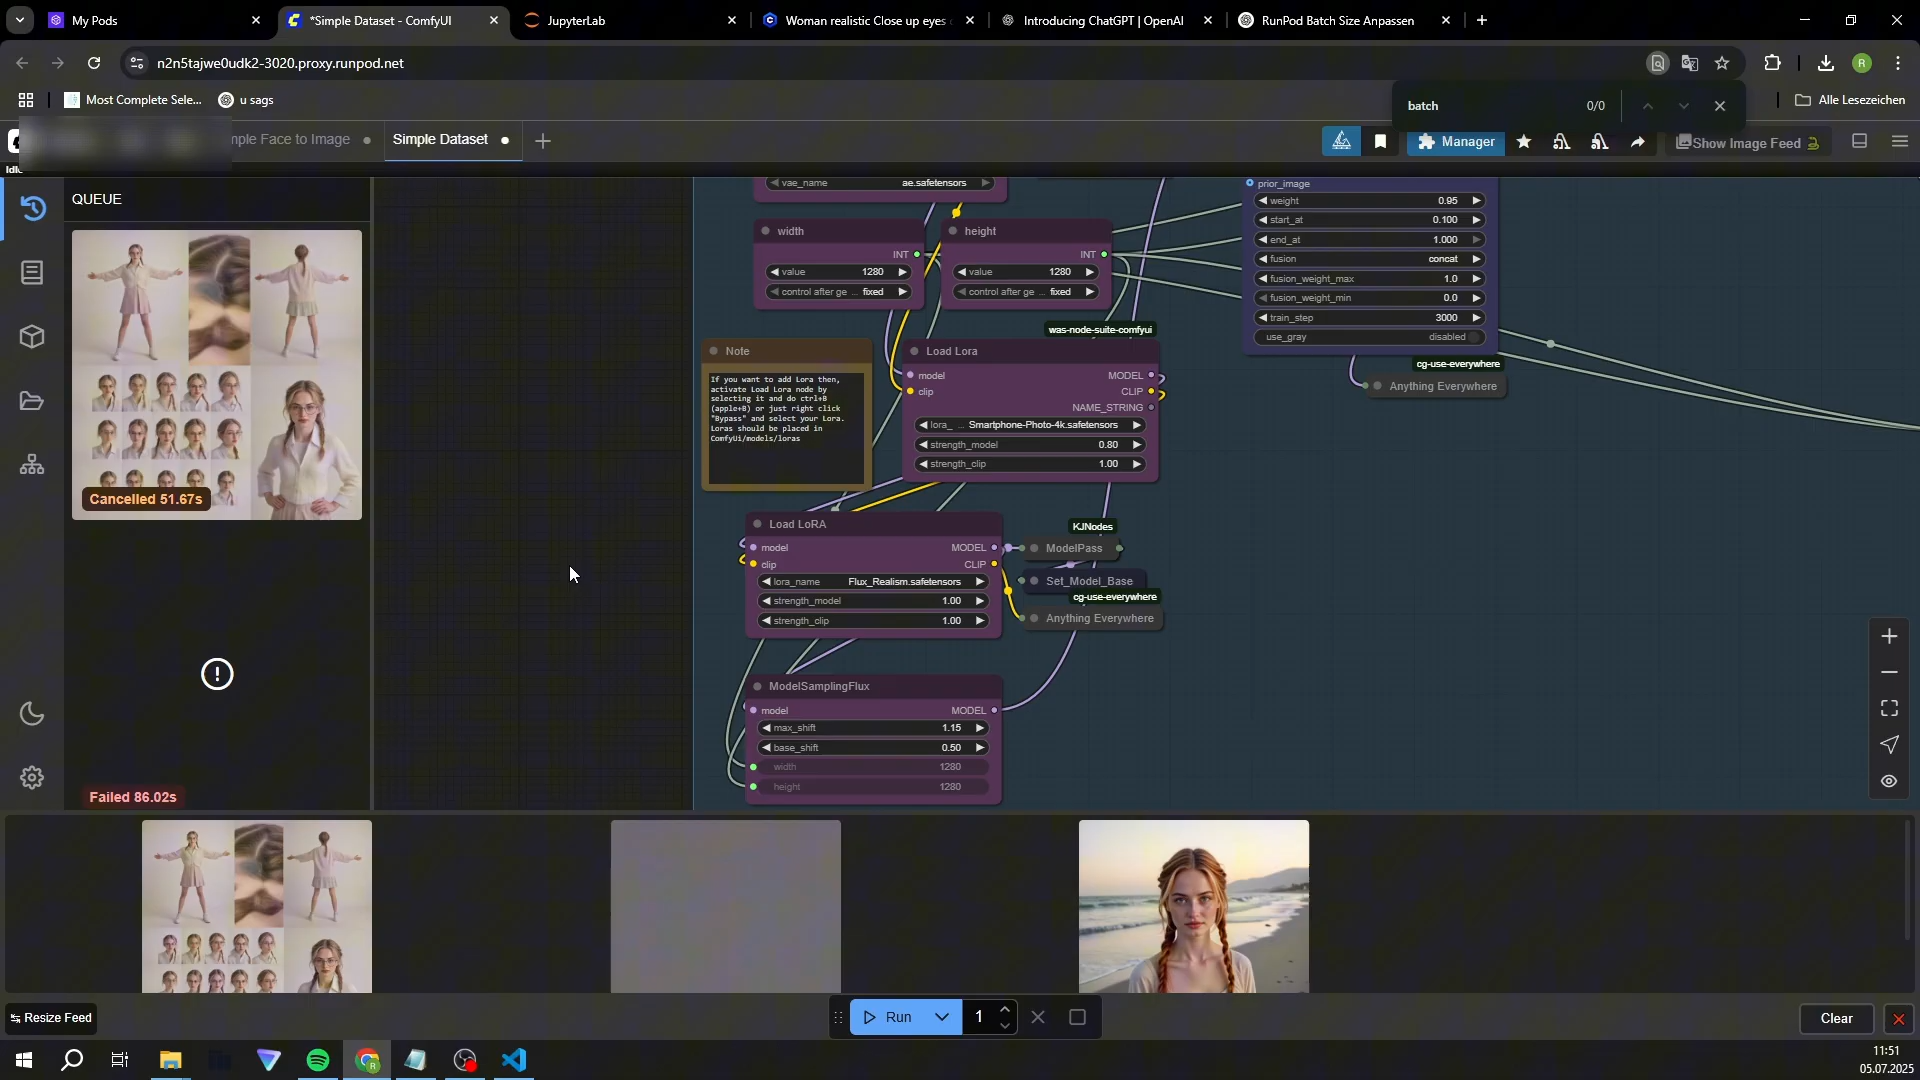 My Pods
*Simple Dataset - ComfyUI
JupyterLab
Woman realistic Close up eyes
Introducing ChatGPT | OpenAI
RunPod Batch Size Anpassen
n2n5tajwe0udk2-3020.proxy.runpod.net
Most Complete Sele...
u sags
batch
0/0
Alle Lesezeichen
mple Face to Image
Simple Dataset
Manager
Show Image Feed
Idle
QUEUE
Cancelled 51.67s
Failed 86.02s
vae_name ae.safetensors
width
INT
value 1280
control after ge ... fixed
height
INT
value 1280
control after ge ... fixed
prior_image
weight 0.95
start_at 0.100
end_at 1.000
fusion concat
fusion_weight_max 1.0
fusion_weight_min 0.0
train_step 3000
use_gray disabled
cg-use-everywhere
Anything Everywhere
was-node-suite-comfyui
Note
If you want to add Lora then,
activate Load Lora node by
selecting it and do ctrl+B
(apple+B) or just right click
"Bypass" and select your Lora.
Loras should be placed in
ComfyUi/models/loras
Load Lora
model MODEL
clip CLIP
NAME_STRING
lora_ ... Smartphone-Photo-4k.safetensors
strength_model 0.80
strength_clip 1.00
Load LoRA
model MODEL
clip CLIP
lora_name Flux_Realism.safetensors
strength_model 1.00
strength_clip 1.00
KJNodes
ModelPass
Set_Model_Base
cg-use-everywhere
Anything Everywhere
ModelSamplingFlux
model MODEL
max_shift 1.15
base_shift 0.50
width 1280
height 1280
Resize Feed
Run
1
Clear
R
11:51
05.07.2025